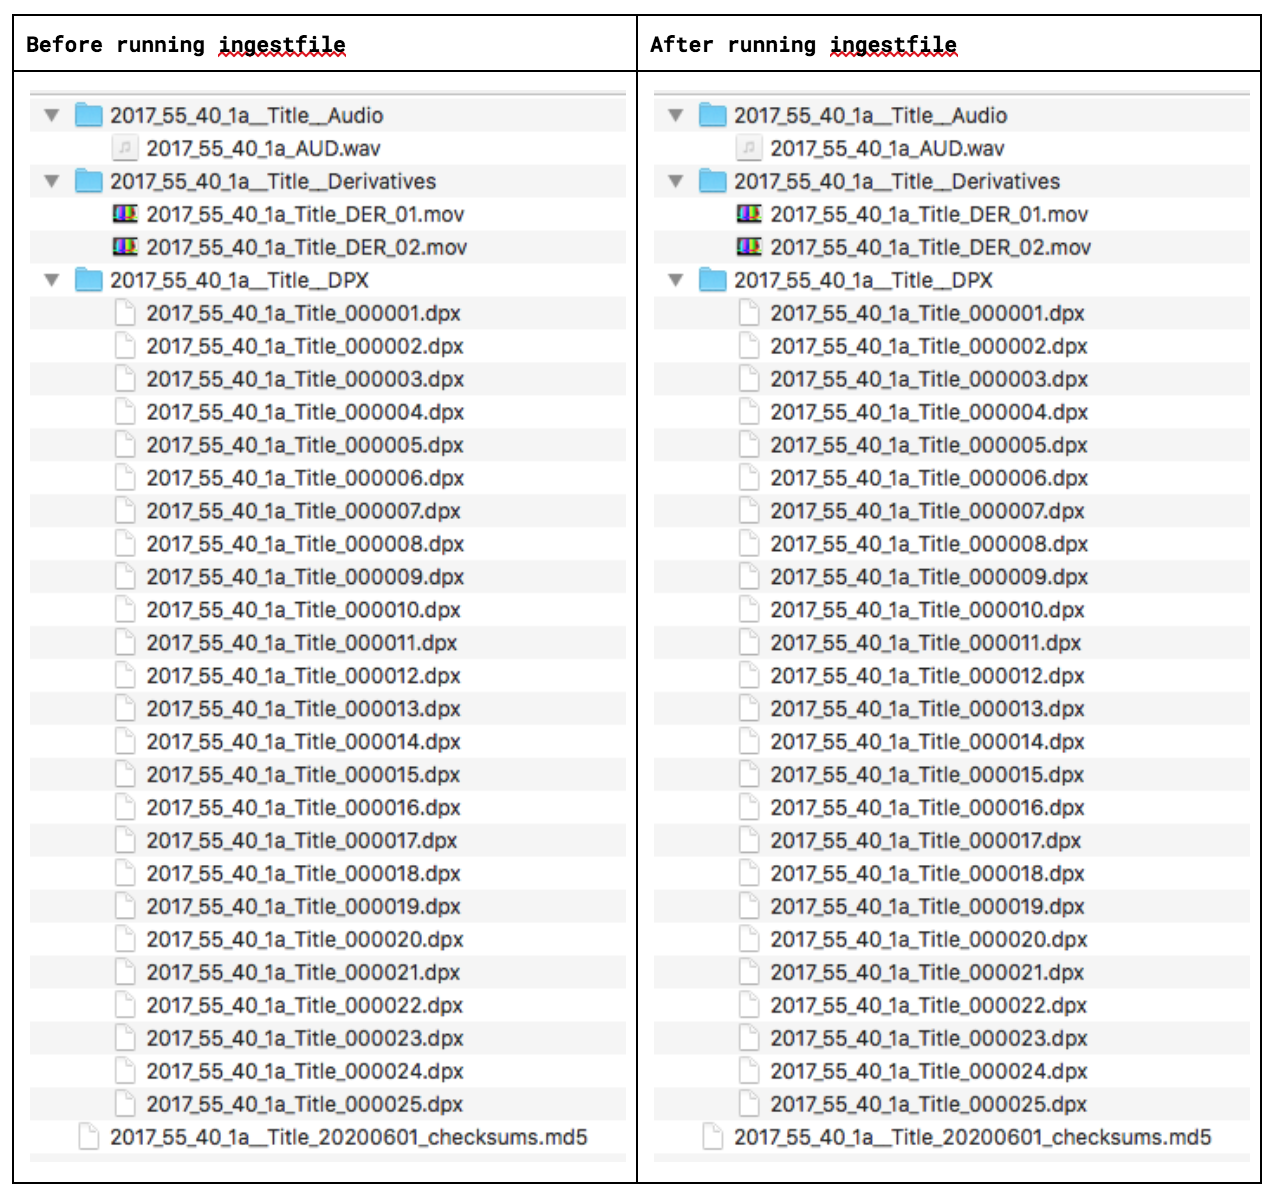 Before running ingestfile
2017_55_40_1a__Title__Audio
2017_55_40_1a_AUD.wav
2017_55_40_1a__Title__Derivatives
2017_55_40_1a_Title_DER_01.mov
2017_55_40_1a_Title_DER_02.mov
2017_55_40_1a__Title__DPX
2017_55_40_1a_Title_000001.dpx
2017_55_40_1a_Title_000002.dpx
2017_55_40_1a_Title_000003.dpx
2017_55_40_1a_Title_000004.dpx
2017_55_40_1a_Title_000005.dpx
2017_55_40_1a_Title_000006.dpx
2017_55_40_1a_Title_000007.dpx
2017_55_40_1a_Title_000008.dpx
2017_55_40_1a_Title_000009.dpx
2017_55_40_1a_Title_000010.dpx
2017_55_40_1a_Title_000011.dpx
2017_55_40_1a_Title_000012.dpx
2017_55_40_1a_Title_000013.dpx
2017_55_40_1a_Title_000014.dpx
2017_55_40_1a_Title_000015.dpx
2017_55_40_1a_Title_000016.dpx
2017_55_40_1a_Title_000017.dpx
2017_55_40_1a_Title_000018.dpx
2017_55_40_1a_Title_000019.dpx
2017_55_40_1a_Title_000020.dpx
2017_55_40_1a_Title_000021.dpx
2017_55_40_1a_Title_000022.dpx
2017_55_40_1a_Title_000023.dpx
2017_55_40_1a_Title_000024.dpx
2017_55_40_1a_Title_000025.dpx
2017_55_40_1a__Title_20200601_checksums.md5
After running ingestfile
2017_55_40_1a__Title__Audio
2017_55_40_1a_AUD.wav
2017_55_40_1a__Title__Derivatives
2017_55_40_1a_Title_DER_01.mov
2017_55_40_1a_Title_DER_02.mov
2017_55_40_1a__Title__DPX
2017_55_40_1a_Title_000001.dpx
2017_55_40_1a_Title_000002.dpx
2017_55_40_1a_Title_000003.dpx
2017_55_40_1a_Title_000004.dpx
2017_55_40_1a_Title_000005.dpx
2017_55_40_1a_Title_000006.dpx
2017_55_40_1a_Title_000007.dpx
2017_55_40_1a_Title_000008.dpx
2017_55_40_1a_Title_000009.dpx
2017_55_40_1a_Title_000010.dpx
2017_55_40_1a_Title_000011.dpx
2017_55_40_1a_Title_000012.dpx
2017_55_40_1a_Title_000013.dpx
2017_55_40_1a_Title_000014.dpx
2017_55_40_1a_Title_000015.dpx
2017_55_40_1a_Title_000016.dpx
2017_55_40_1a_Title_000017.dpx
2017_55_40_1a_Title_000018.dpx
2017_55_40_1a_Title_000019.dpx
2017_55_40_1a_Title_000020.dpx
2017_55_40_1a_Title_000021.dpx
2017_55_40_1a_Title_000022.dpx
2017_55_40_1a_Title_000023.dpx
2017_55_40_1a_Title_000024.dpx
2017_55_40_1a_Title_000025.dpx
2017_55_40_1a__Title_20200601_checksums.md5